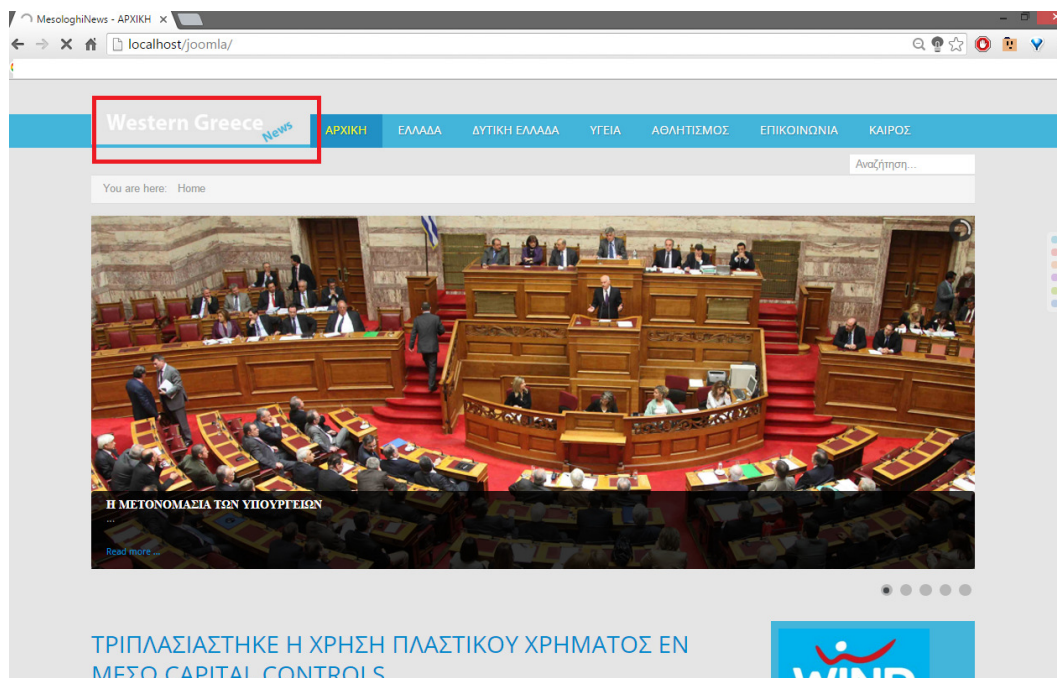 MesologhiNews - ΑΡΧΙΚΗ
localhost/joomla/
Western Greece News
ΑΡΧΙΚΗ ΕΛΛΑΔΑ ΔΥΤΙΚΗ ΕΛΛΑΔΑ ΥΓΕΙΑ ΑΘΛΗΤΙΣΜΟΣ ΕΠΙΚΟΙΝΩΝΙΑ ΚΑΙΡΟΣ
Αναζήτηση...
You are here: Home
Η ΜΕΤΟΝΟΜΑΣΙΑ ΤΩΝ ΥΠΟΥΡΓΕΙΩΝ
...
Read more ...
ΤΡΙΠΛΑΣΙΑΣΤΗΚΕ Η ΧΡΗΣΗ ΠΛΑΣΤΙΚΟΥ ΧΡΗΜΑΤΟΣ ΕΝ
ΜΕΣΩ CAPITAL CONTROLS
WIND